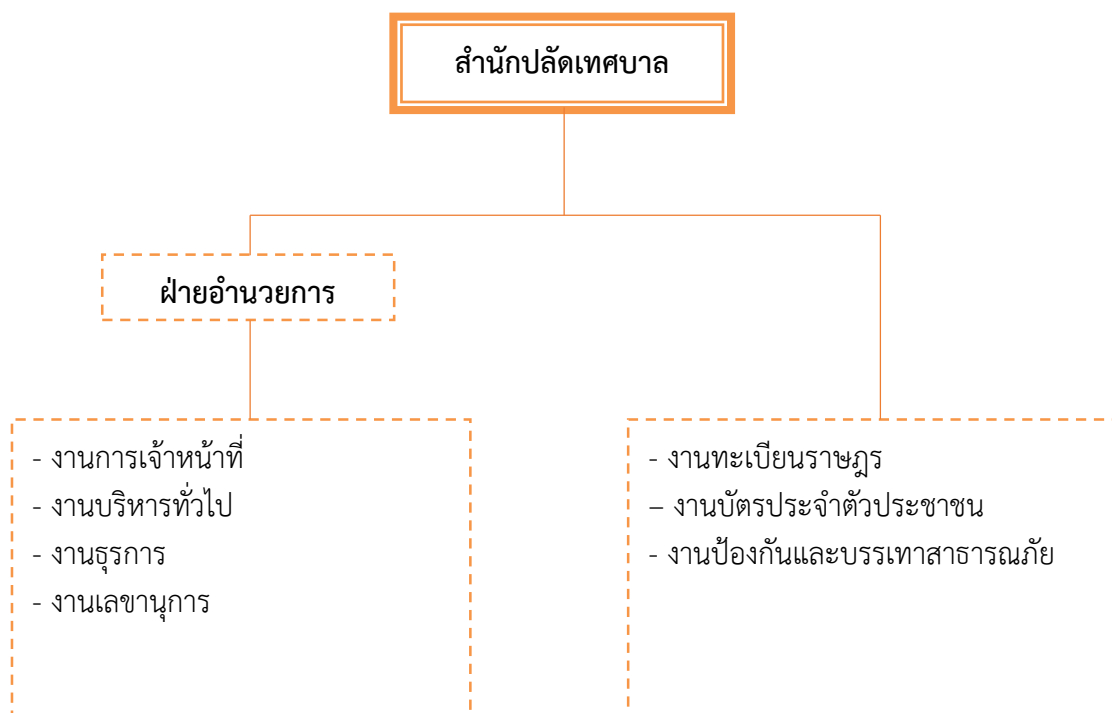 สำนักปลัดเทศบาล
ฝ่ายอำนวยการ
- งานการเจ้าหน้าที่
- งานบริหารทั่วไป
- งานธุรการ
- งานเลขานุการ
- งานทะเบียนราษฎร
– งานบัตรประจำตัวประชาชน
- งานป้องกันและบรรเทาสาธารณภัย